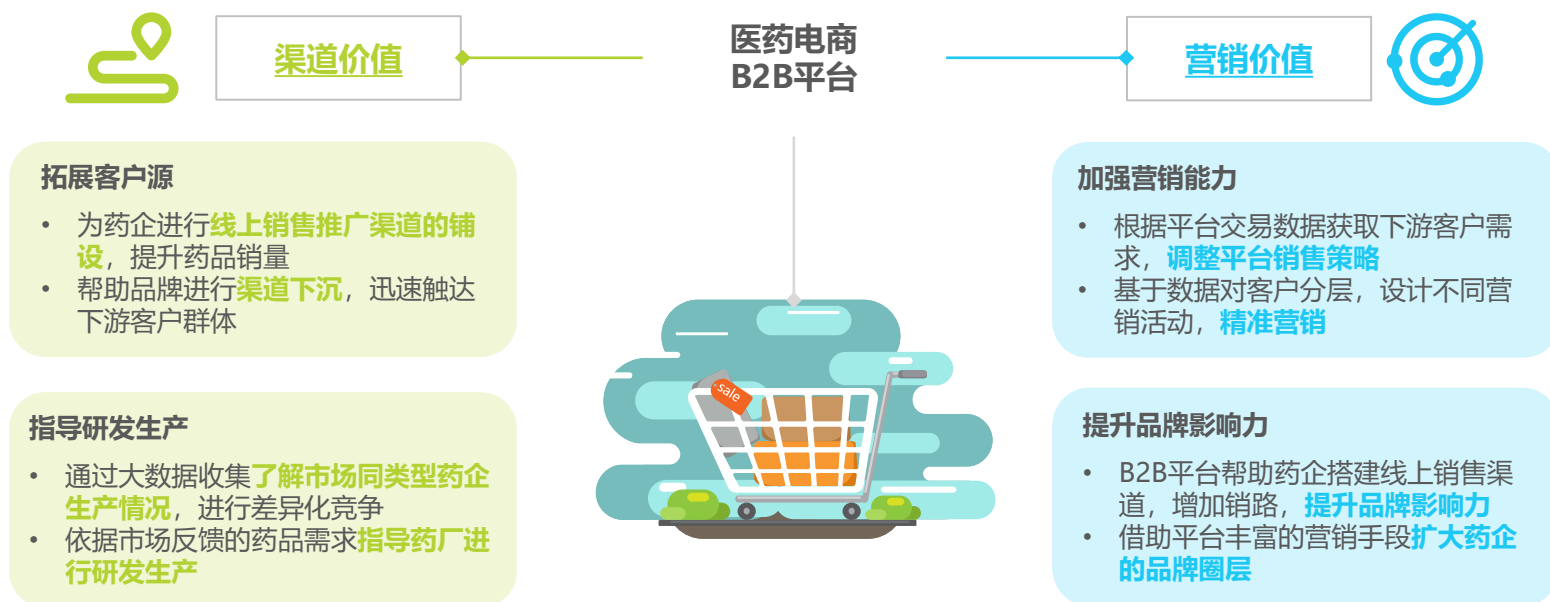 渠道价值
医药电商
B2B平台
营销价值
拓展客户源
• 为药企进行线上销售推广渠道的铺
设，提升药品销量
• 帮助品牌进行渠道下沉，迅速触达
下游客户群体
指导研发生产
• 通过大数据收集了解市场同类型药企
生产情况，进行差异化竞争
• 依据市场反馈的药品需求指导药厂进
行研发生产
sale
加强营销能力
• 根据平台交易数据获取下游客户需
求，调整平台销售策略
• 基于数据对客户分层，设计不同营
销活动，精准营销
提升品牌影响力
• B2B平台帮助药企搭建线上销售渠
道，增加销路，提升品牌影响力
• 借助平台丰富的营销手段扩大药企
的品牌圈层